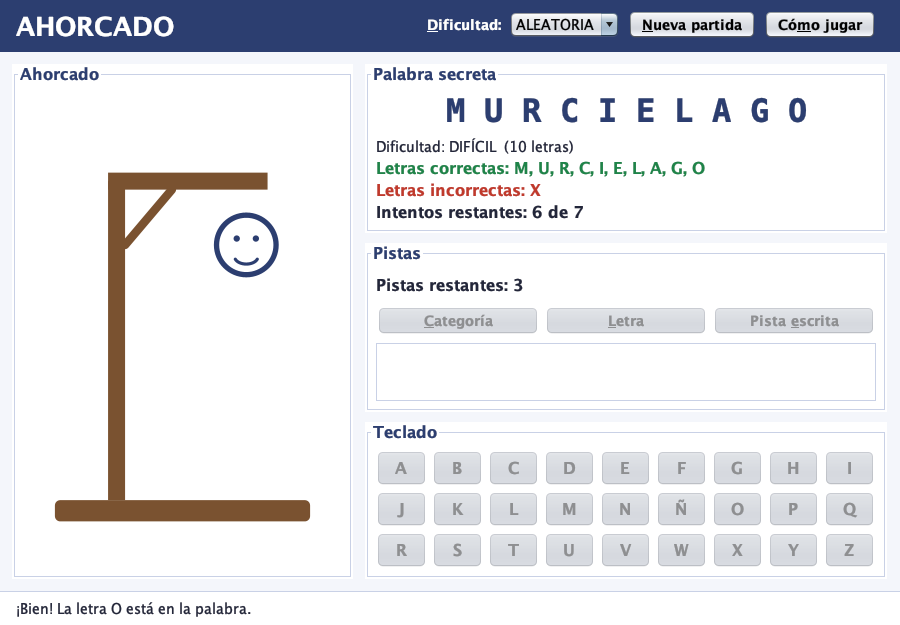 AHORCADO
Dificultad: ALEATORIA Nueva partida Cómo jugar
Ahorcado
Palabra secreta
M U R C I E L A G O
Dificultad: DIFÍCIL (10 letras)
Letras correctas: M, U, R, C, I, E, L, A, G, O
Letras incorrectas: X
Intentos restantes: 6 de 7
Pistas
Pistas restantes: 3
Categoría Letra Pista escrita
Teclado
A B C D E F G H I
J K L M N Ñ O P Q
R S T U V W X Y Z
¡Bien! La letra O está en la palabra.